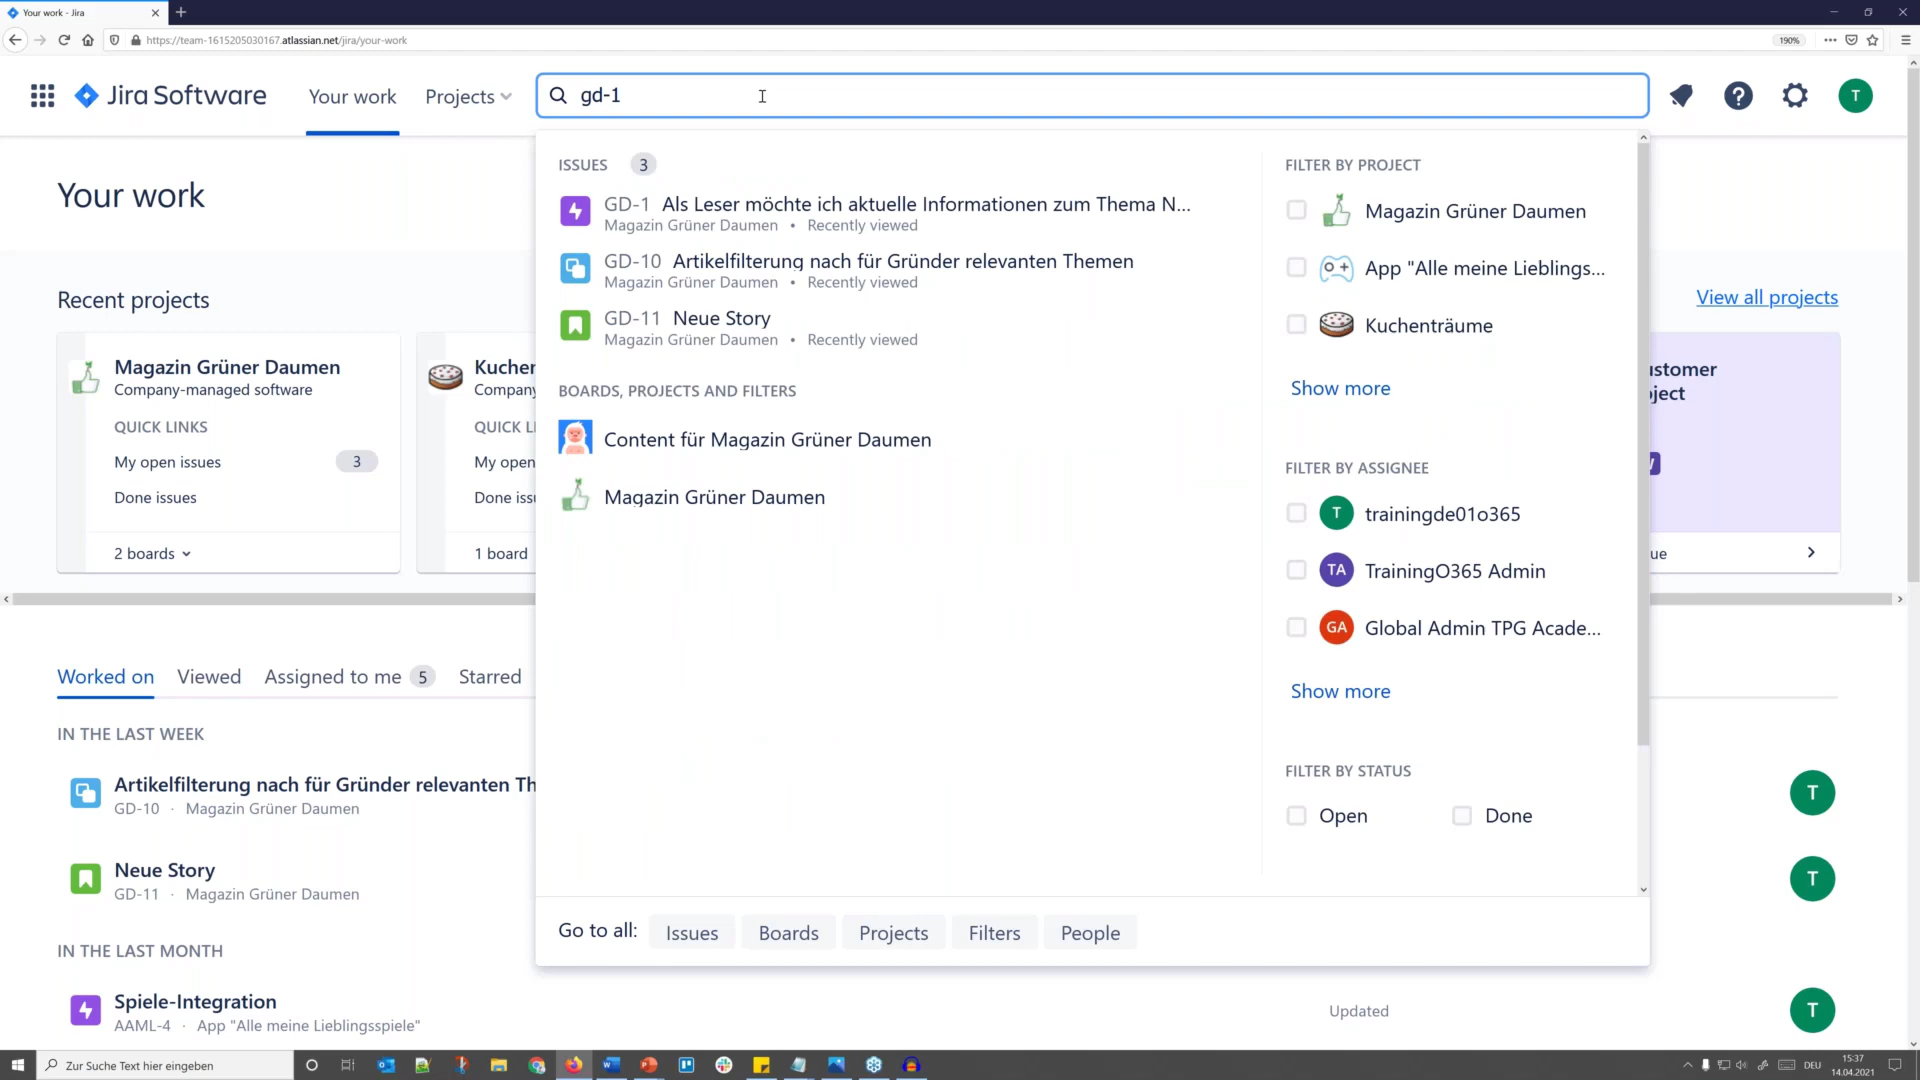 Your work - Jira
https://team-1615205030167.atlassian.net/jira/your-work
190%
Jira Software
Your work
Projects
gd-1
T
Your work
ISSUES 3
GD-1 Als Leser möchte ich aktuelle Informationen zum Thema N...
Magazin Grüner Daumen • Recently viewed
GD-10 Artikelfilterung nach für Gründer relevanten Themen
Magazin Grüner Daumen • Recently viewed
GD-11 Neue Story
Magazin Grüner Daumen • Recently viewed
BOARDS, PROJECTS AND FILTERS
Content für Magazin Grüner Daumen
Magazin Grüner Daumen
FILTER BY PROJECT
Magazin Grüner Daumen
App "Alle meine Lieblings...
Kuchenträume
Show more
FILTER BY ASSIGNEE
T trainingde01o365
TA TrainingO365 Admin
GA Global Admin TPG Acade...
Show more
FILTER BY STATUS
Open
Done
Go to all:
Issues
Boards
Projects
Filters
People
Recent projects
View all projects
Magazin Grüner Daumen
Company-managed software
QUICK LINKS
My open issues 3
Done issues
2 boards
Kucher
Company
QUICK LI
My open
Done issu
1 board
ustomer
oject
ue
Worked on
Viewed
Assigned to me 5
Starred
IN THE LAST WEEK
Artikelfilterung nach für Gründer relevanten Th
GD-10 · Magazin Grüner Daumen
T
Neue Story
GD-11 · Magazin Grüner Daumen
T
IN THE LAST MONTH
Spiele-Integration
AAML-4 · App "Alle meine Lieblingsspiele"
Updated
T
Zur Suche Text hier eingeben
DEU
15:37
14.04.2021